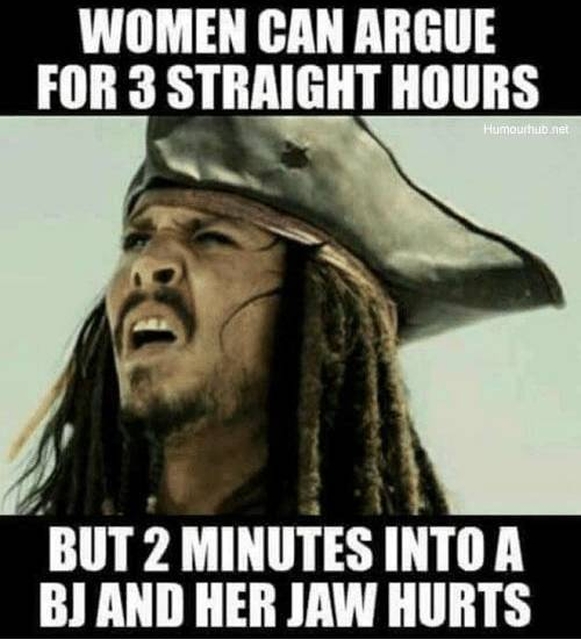 WOMEN CAN ARGUE
FOR 3 STRAIGHT HOURS
Humourhub.net
BUT 2 MINUTES INTO A
BJ AND HER JAW HURTS